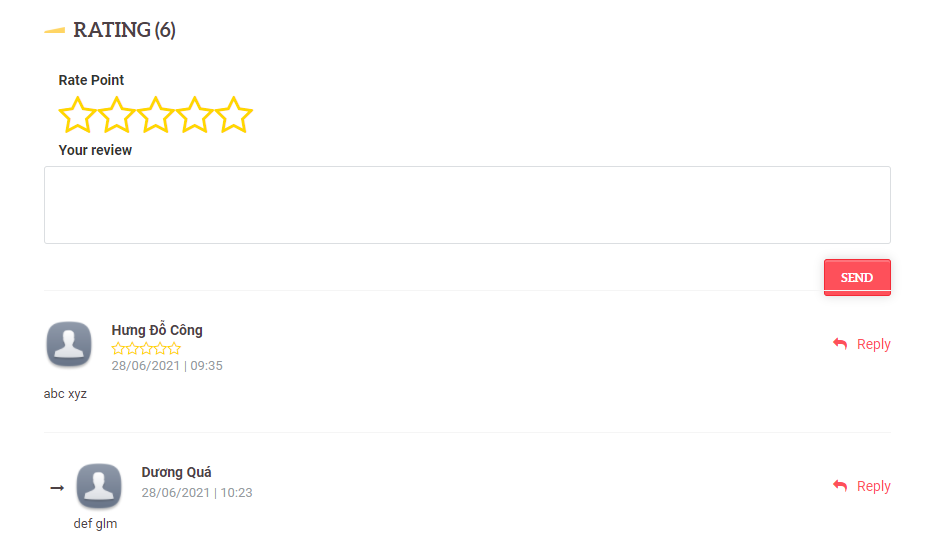 RATING (6)
Rate Point
Your review
SEND
Hưng Đỗ Công
Reply
28/06/2021 | 09:35
abc xyz
Dương Quá
Reply
28/06/2021 | 10:23
def glm